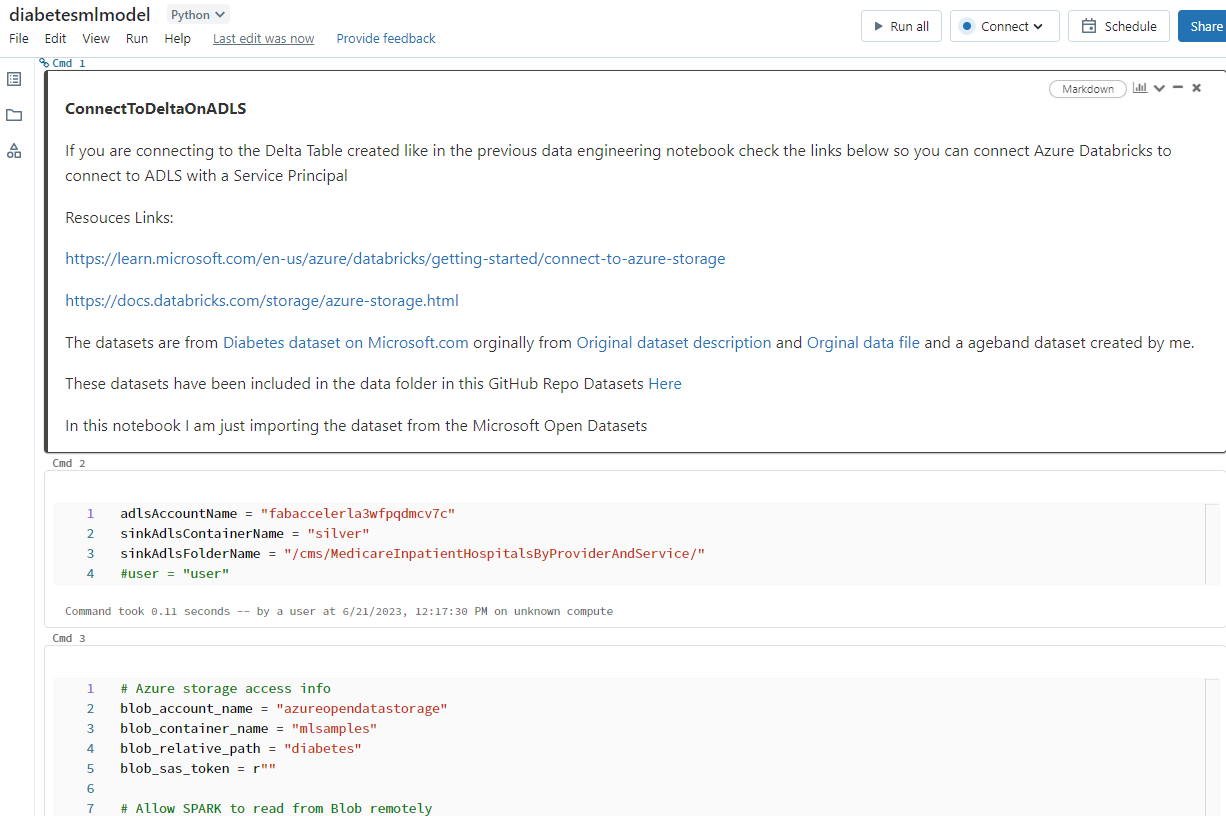 diabetesmlmodel Python
File Edit View Run Help Last edit was now Provide feedback
Run all Connect Schedule Share
Cmd 1
Markdown
ConnectToDeltaOnADLS
If you are connecting to the Delta Table created like in the previous data engineering notebook check the links below so you can connect Azure Databricks to
connect to ADLS with a Service Principal
Resouces Links:
https://learn.microsoft.com/en-us/azure/databricks/getting-started/connect-to-azure-storage
https://docs.databricks.com/storage/azure-storage.html
The datasets are from Diabetes dataset on Microsoft.com orginally from Original dataset description and Orginal data file and a ageband dataset created by me.
These datasets have been included in the data folder in this GitHub Repo Datasets Here
In this notebook I am just importing the dataset from the Microsoft Open Datasets
Cmd 2
1 adlsAccountName = "fabaccelerla3wfpqdmcv7c"
2 sinkAdlsContainerName = "silver"
3 sinkAdlsFolderName = "/cms/MedicareInpatientHospitalsByProviderAndService/"
4 #user = "user"
Command took 0.11 seconds -- by a user at 6/21/2023, 12:17:30 PM on unknown compute
Cmd 3
1 # Azure storage access info
2 blob_account_name = "azureopendatastorage"
3 blob_container_name = "mlsamples"
4 blob_relative_path = "diabetes"
5 blob_sas_token = r""
6
7 # Allow SPARK to read from Blob remotely